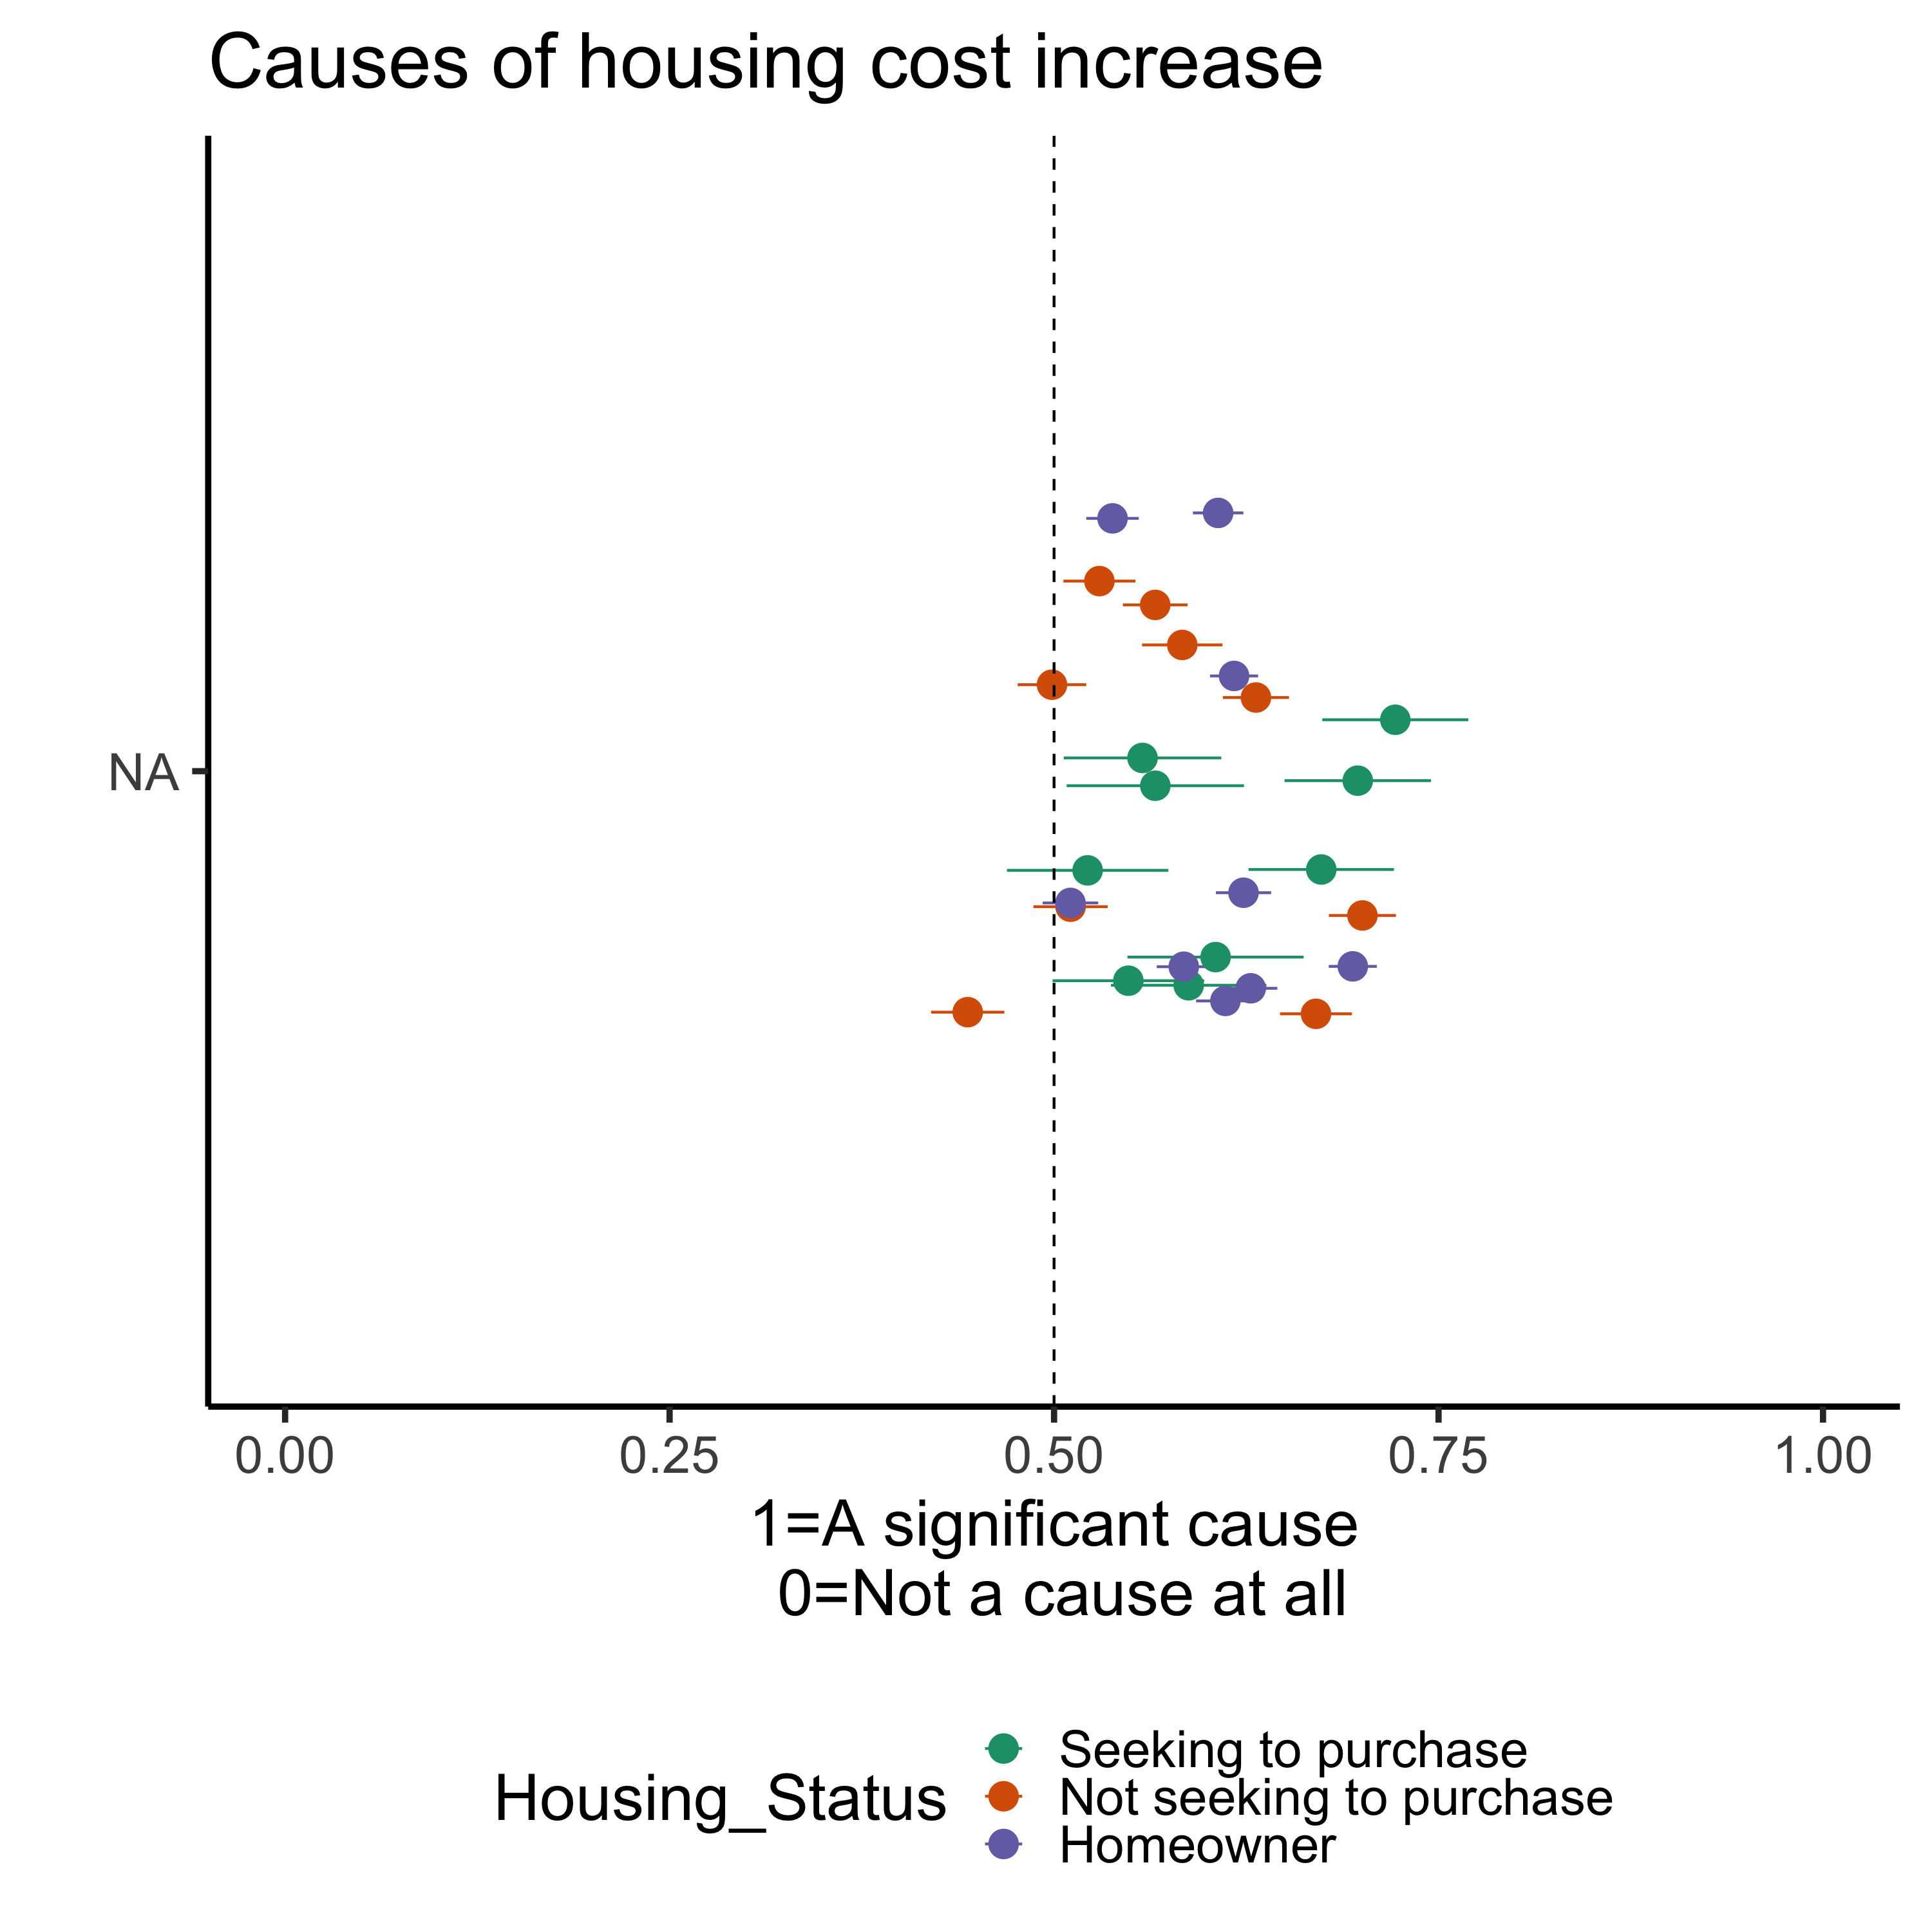 Causes of housing cost increase
NA
0.00 0.25 0.50 0.75 1.00
1=A significant cause
0=Not a cause at all
Housing_Status
Seeking to purchase
Not seeking to purchase
Homeowner